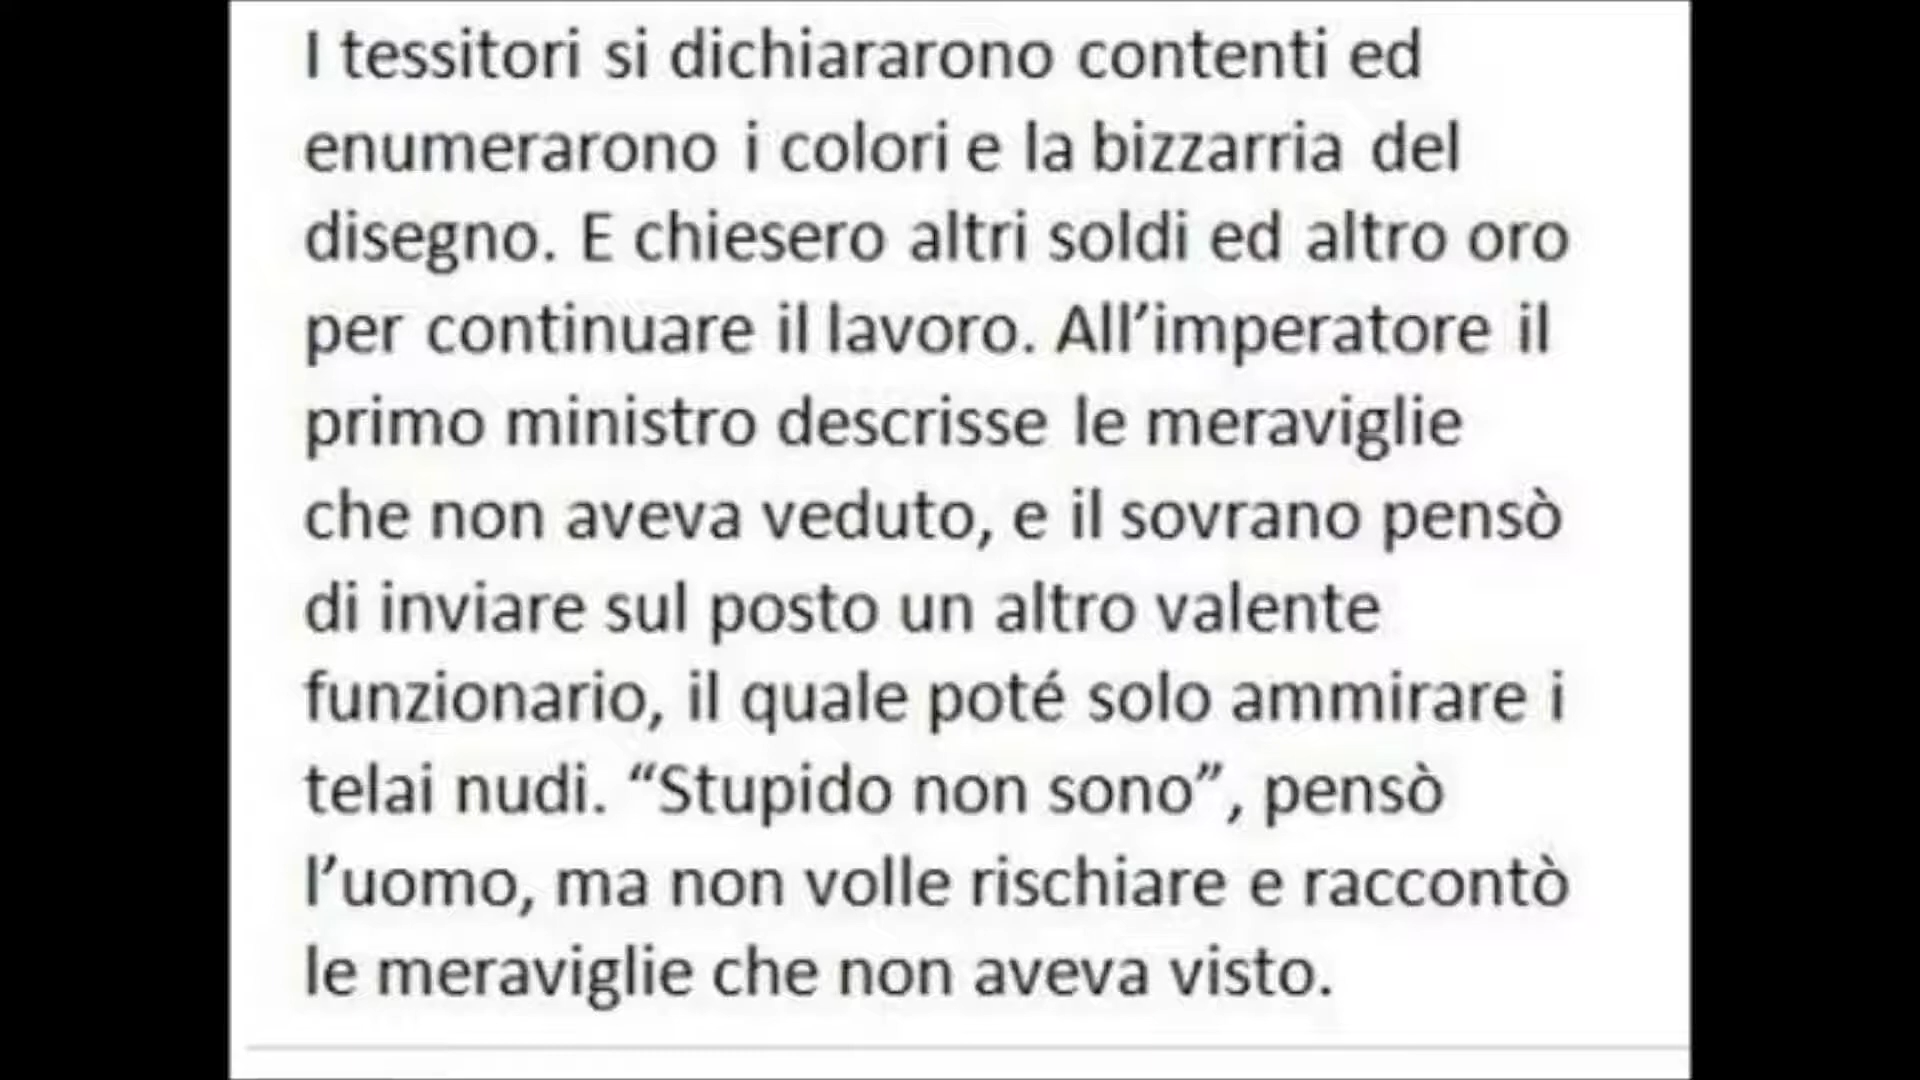 I tessitori si dichiararono contenti ed
enumerarono i colori e la bizzarria del
disegno. E chiesero altri soldi ed altro oro
per continuare il lavoro. All’imperatore il
primo ministro descrisse le meraviglie
che non aveva veduto, e il sovrano pensò
di inviare sul posto un altro valente
funzionario, il quale poté solo ammirare i
telai nudi. “Stupido non sono”, pensò
l’uomo, ma non volle rischiare e raccontò
le meraviglie che non aveva visto.